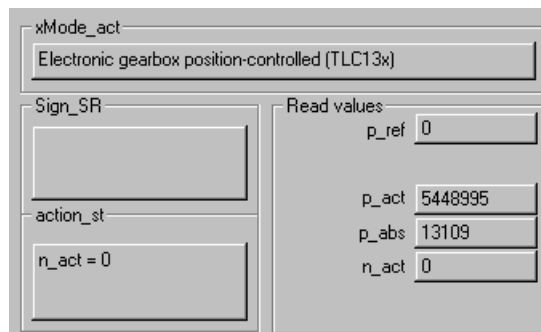 xMode_act
Electronic gearbox position-controlled (TLC13x)
Sign_SR
action_st
n_act = 0
Read values
p_ref 0
p_act 5448995
p_abs 13109
n_act 0